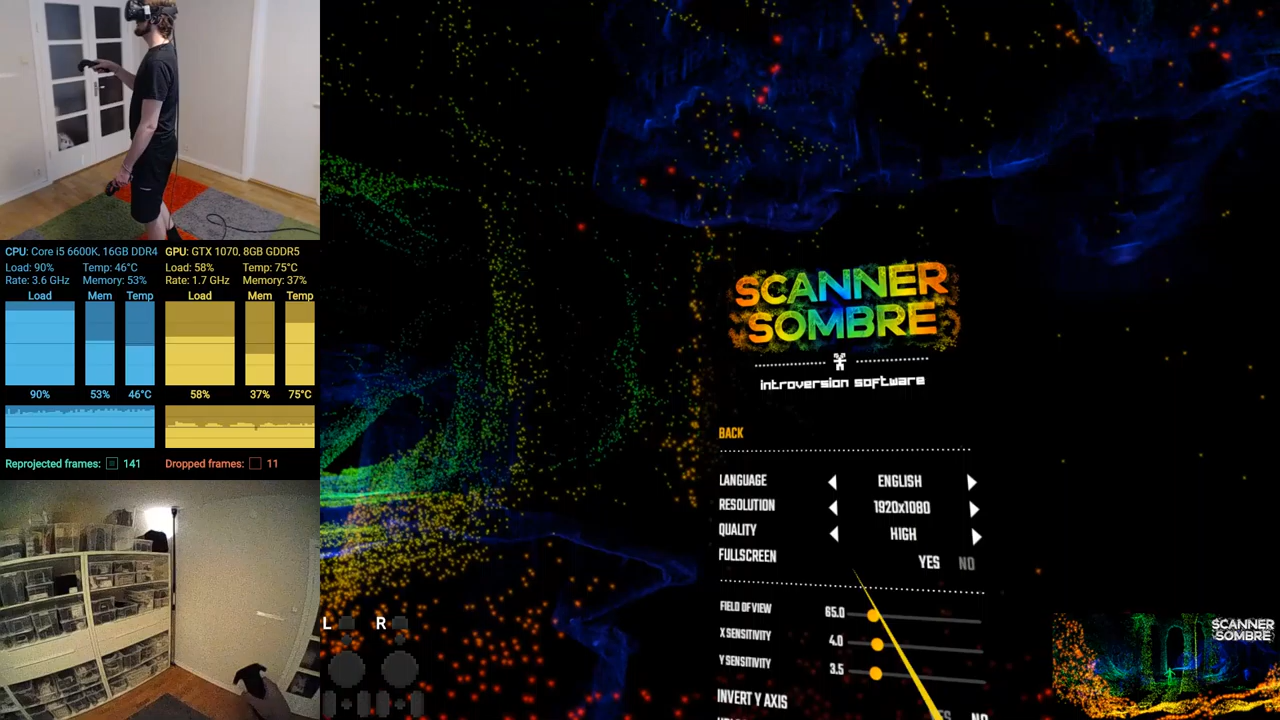 CPU: Core i5 6600K, 16GB DDR4
Load: 90% Temp: 46°C
Rate: 3.6 GHz Memory: 53%
Load Mem Temp
90% 53% 46°C
GPU: GTX 1070, 8GB GDDR5
Load: 58% Temp: 75°C
Rate: 1.7 GHz Memory: 37%
Load Mem Temp
58% 37% 75°C
Reprojected frames: 141
Dropped frames: 11
L R
SCANNER
SOMBRE
introversion software
BACK
LANGUAGE ENGLISH
RESOLUTION 1920x1080
QUALITY HIGH
FULLSCREEN YES NO
FIELD OF VIEW 65.0
X SENSITIVITY 4.0
Y SENSITIVITY 3.5
INVERT Y AXIS NO
SCANNER
SOMBRE